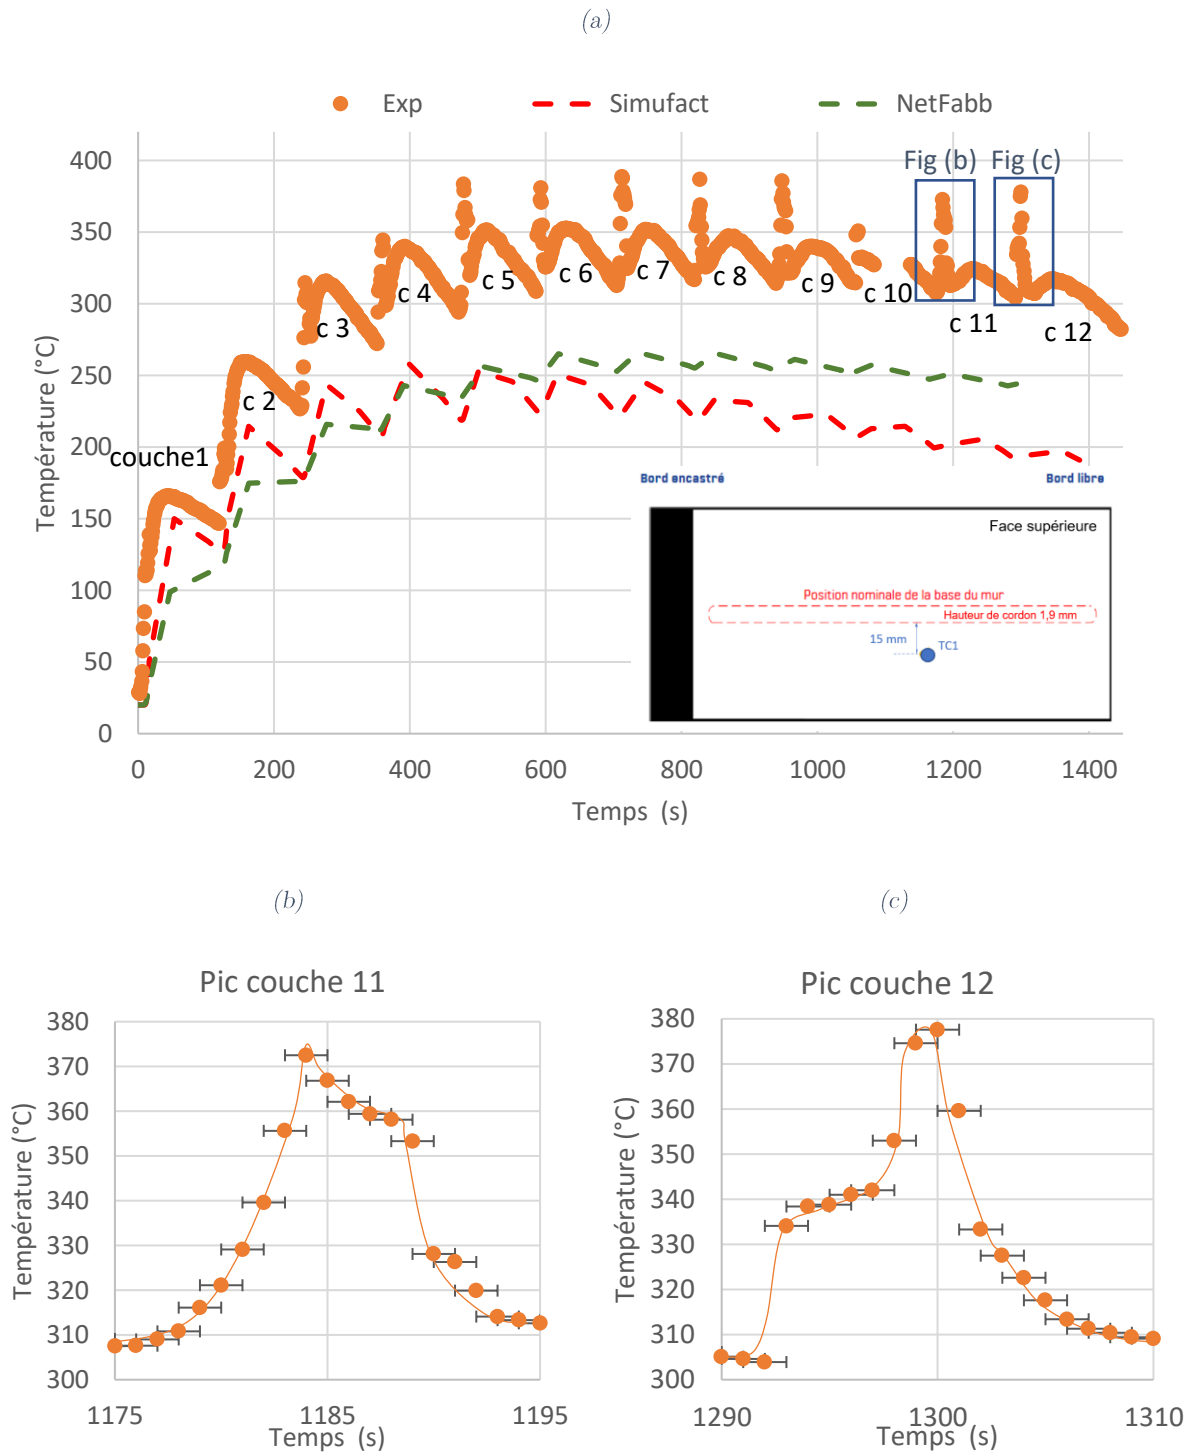 (a)
Exp Simufact NetFabb
Température (°C)
400
350
300
250
200
150
100
50
0
Fig (b) Fig (c)
couche1 c 2 c 3 c 4 c 5 c 6 c 7 c 8 c 9 c 10 c 11 c 12
Bord encastré Bord libre
Face supérieure
Position nominale de la base du mur
Hauteur de cordon 1,9 mm
15 mm TC1
0 200 400 600 800 1000 1200 1400
Temps (s)
(b) (c)
Pic couche 11
Température (°C)
380
370
360
350
340
330
320
310
300
1175 1185 1195
Temps (s)
Pic couche 12
Température (°C)
380
370
360
350
340
330
320
310
300
1290 1300 1310
Temps (s)